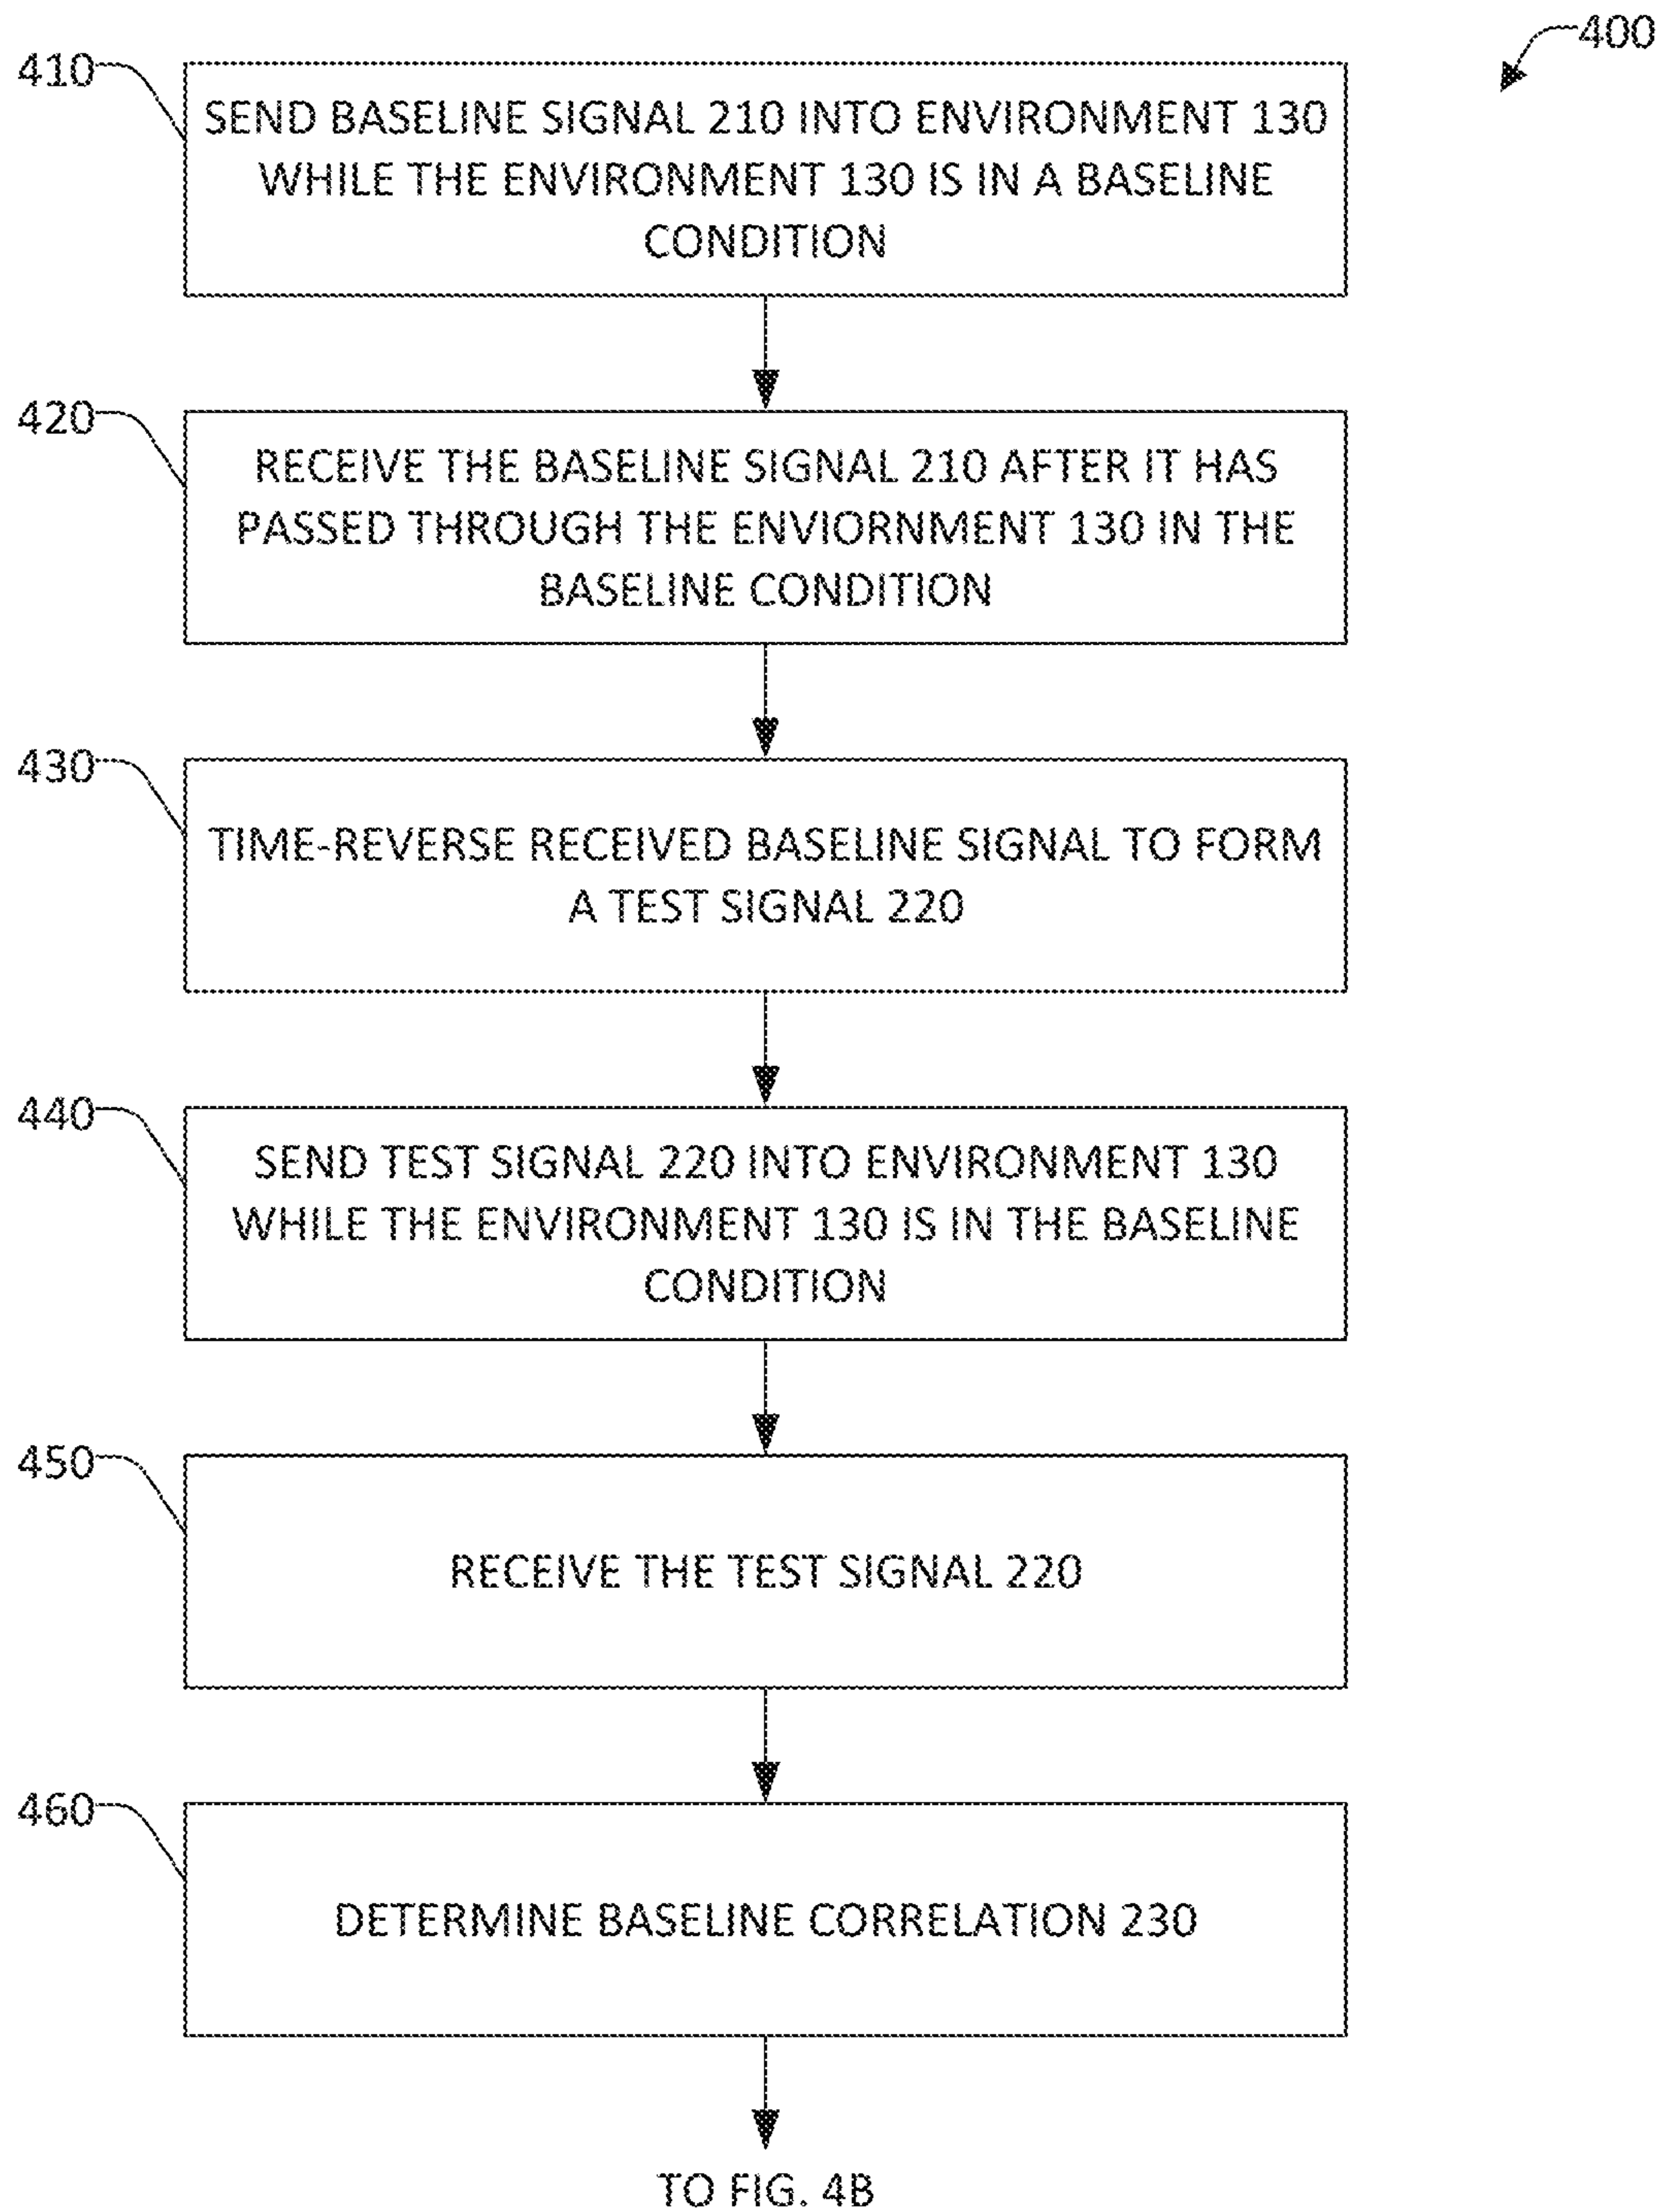 400
410
SEND BASELINE SIGNAL 210 INTO ENVIRONMENT 130
WHILE THE ENVIRONMENT 130 IS IN A BASELINE
CONDITION
420
RECEIVE THE BASELINE SIGNAL 210 AFTER IT HAS
PASSED THROUGH THE ENVIORNMENT 130 IN THE
BASELINE CONDITION
430
TIME-REVERSE RECEIVED BASELINE SIGNAL TO FORM
A TEST SIGNAL 220
440
SEND TEST SIGNAL 220 INTO ENVIRONMENT 130
WHILE THE ENVIRONMENT 130 IS IN THE BASELINE
CONDITION
450
RECEIVE THE TEST SIGNAL 220
460
DETERMINE BASELINE CORRELATION 230
TO FIG. 4B